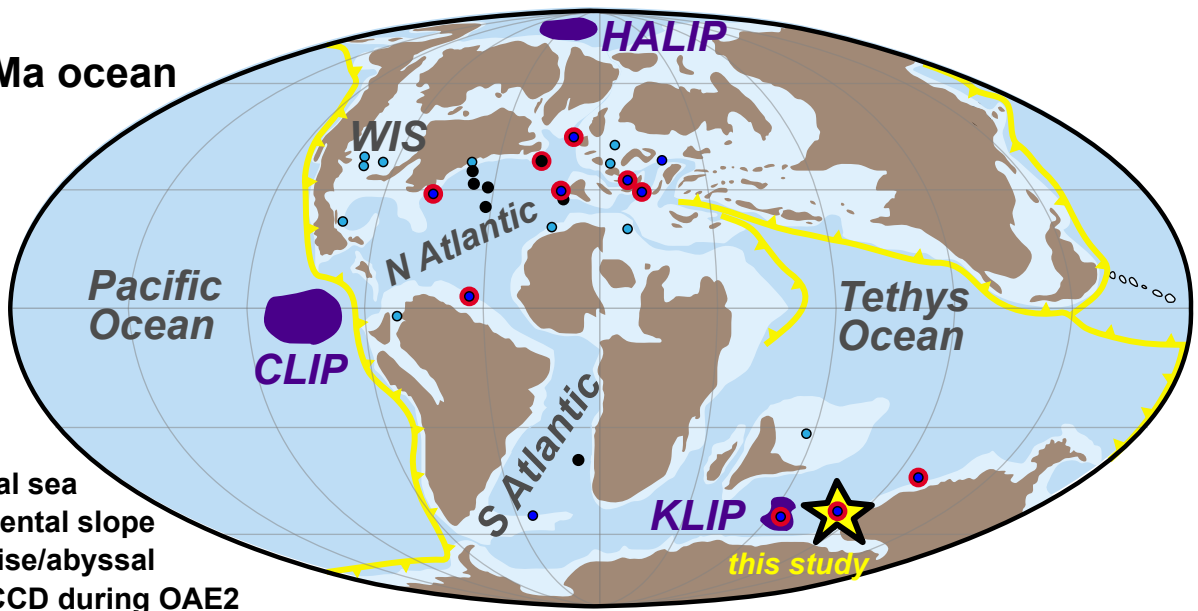 HALIP
Ma ocean
WIS
N Atlantic
Pacific
Ocean
Tethys
Ocean
CLIP
S Atlantic
al sea
ental slope
KLIP
ise/abyssal
this study
CCD during OAE2